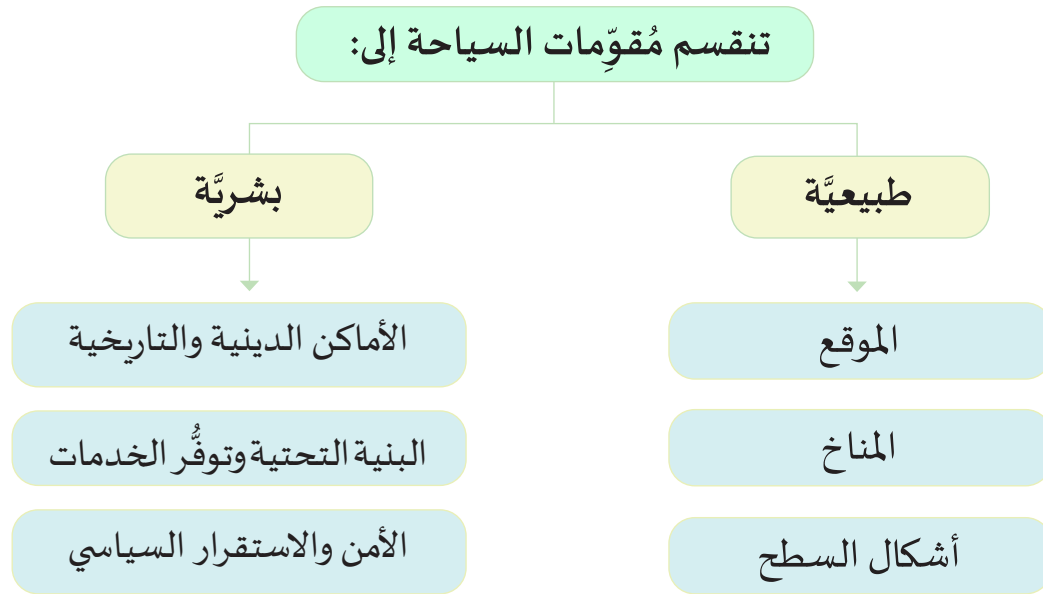 تنقسم مُقوِّمات السياحة إلى:
طبيعيَّة
الموقع
المناخ
أشكال السطح
بشريَّة
الأماكن الدينية والتاريخية
البنية التحتية وتوفُّر الخدمات
الأمن والاستقرار السياسي